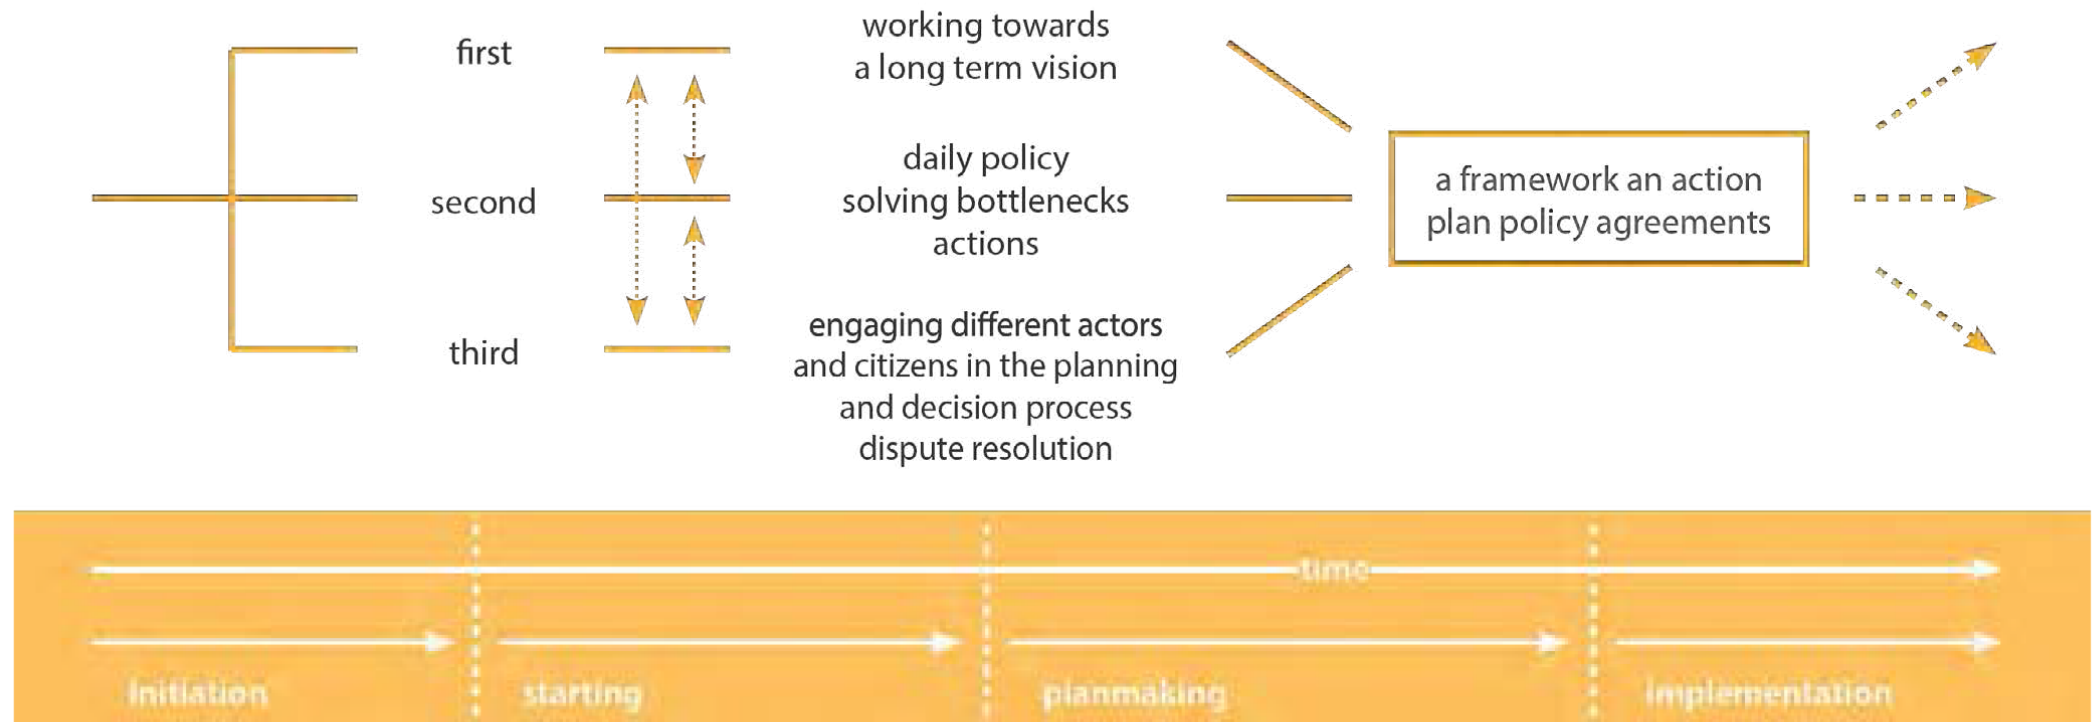 first
working towards
a long term vision
second
daily policy
solving bottlenecks
actions
third
engaging different actors
and citizens in the planning
and decision process
dispute resolution
a framework an action
plan policy agreements
time
initiation
starting
planmaking
implementation